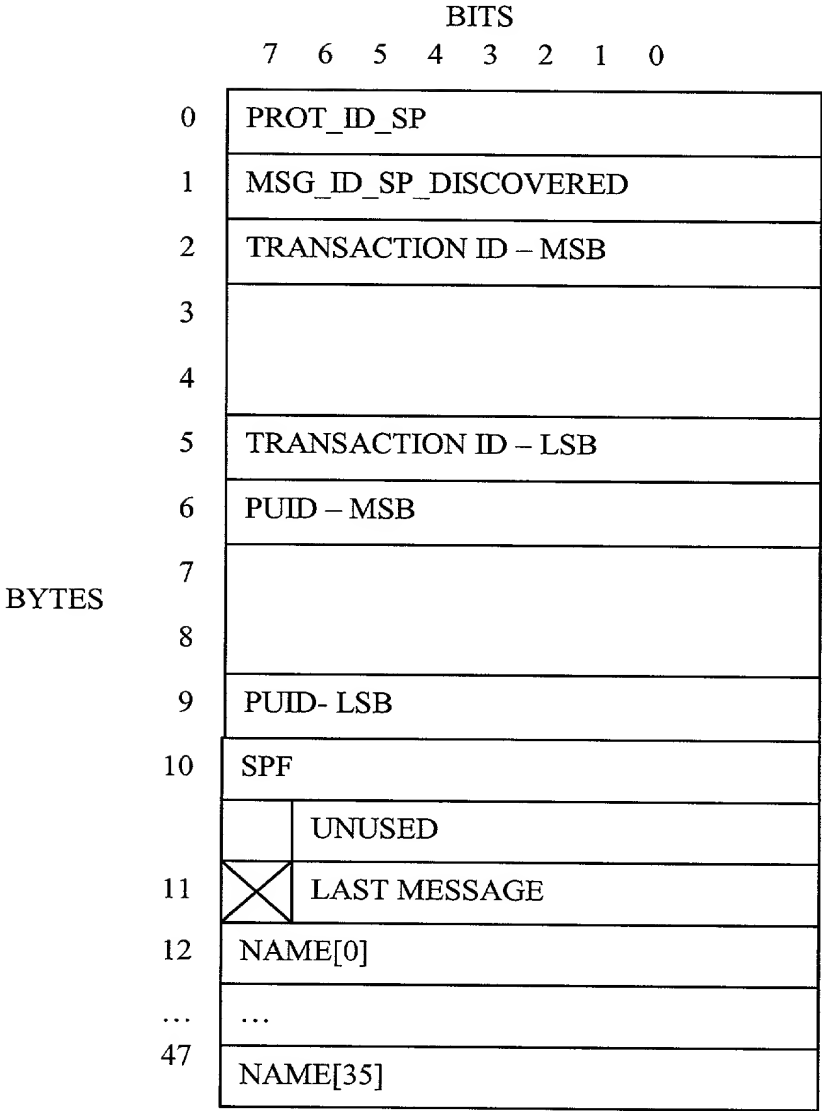 BITS
7 6 5 4 3 2 1 0
0 PROT_ID_SP
1 MSG_ID_SP_DISCOVERED
2 TRANSACTION ID – MSB
3
4
5 TRANSACTION ID – LSB
6 PUID – MSB
7
BYTES
8
9 PUID- LSB
10 SPF
UNUSED
11 LAST MESSAGE
12 NAME[0]
... ...
47 NAME[35]